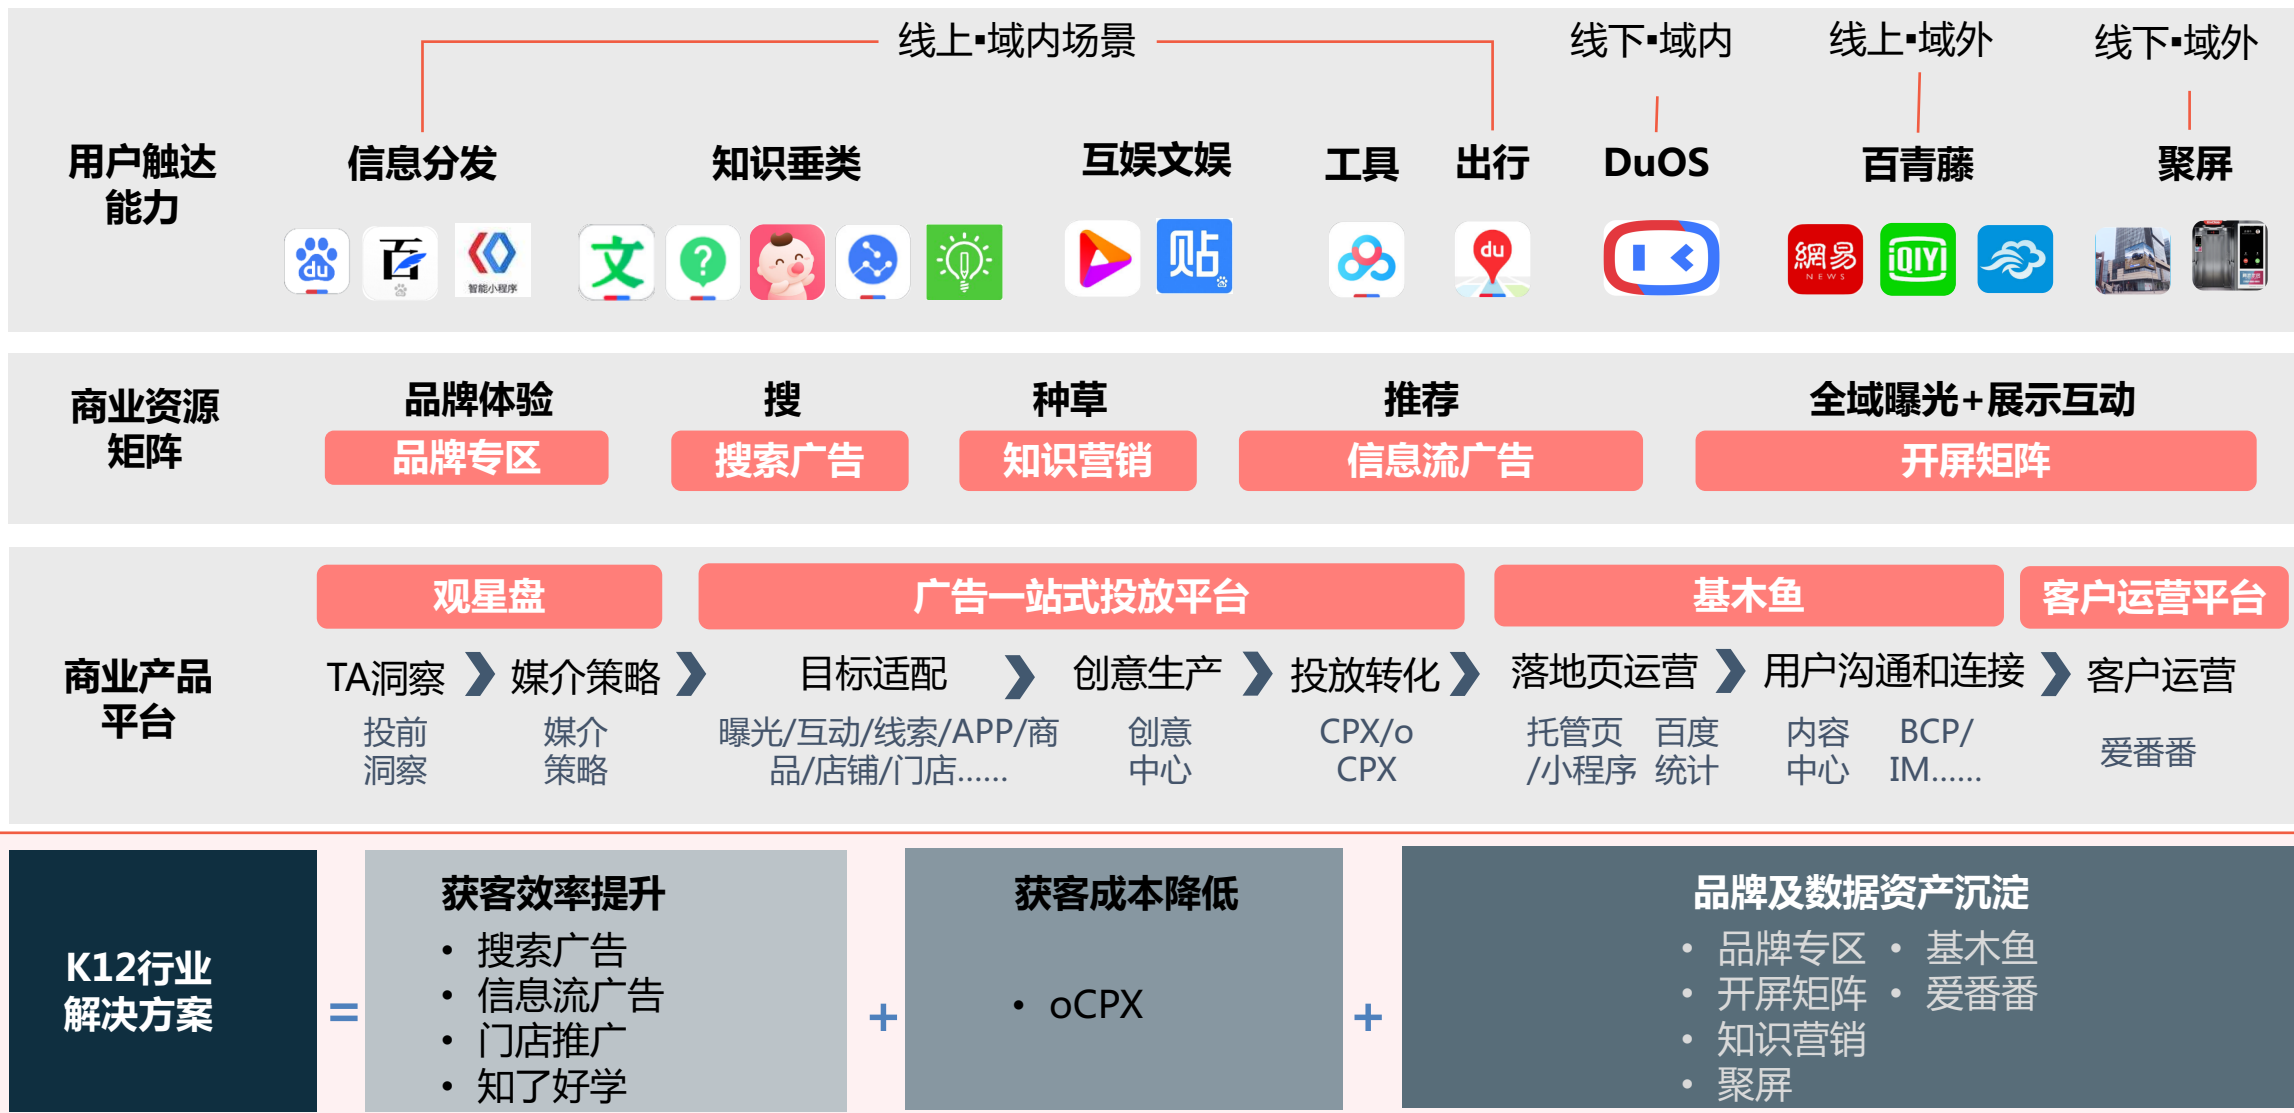 线上▪域内场景
线下▪域内
线上▪域外
线下▪域外
用户触达
能力
信息分发
知识垂类
互娱文娱
工具
出行
DuOS
百青藤
聚屏
du
百
智能小程序
文
?
贴
du
網易
NEWS
iQIYI
商业资源
矩阵
品牌体验
搜
种草
推荐
全域曝光+展示互动
品牌专区
搜索广告
知识营销
信息流广告
开屏矩阵
观星盘
广告一站式投放平台
基木鱼
客户运营平台
商业产品
平台
TA洞察
媒介策略
目标适配
创意生产
投放转化
落地页运营
用户沟通和连接
客户运营
投前
洞察
媒介
策略
曝光/互动/线索/APP/商
品/店铺/门店……
创意
中心
CPX/o
CPX
托管页
/小程序
百度
统计
内容
中心
BCP/
IM……
爱番番
K12行业
解决方案
=
获客效率提升
• 搜索广告
• 信息流广告
• 门店推广
• 知了好学
+
获客成本降低
• oCPX
+
品牌及数据资产沉淀
• 品牌专区
• 开屏矩阵
• 知识营销
• 聚屏
• 基木鱼
• 爱番番